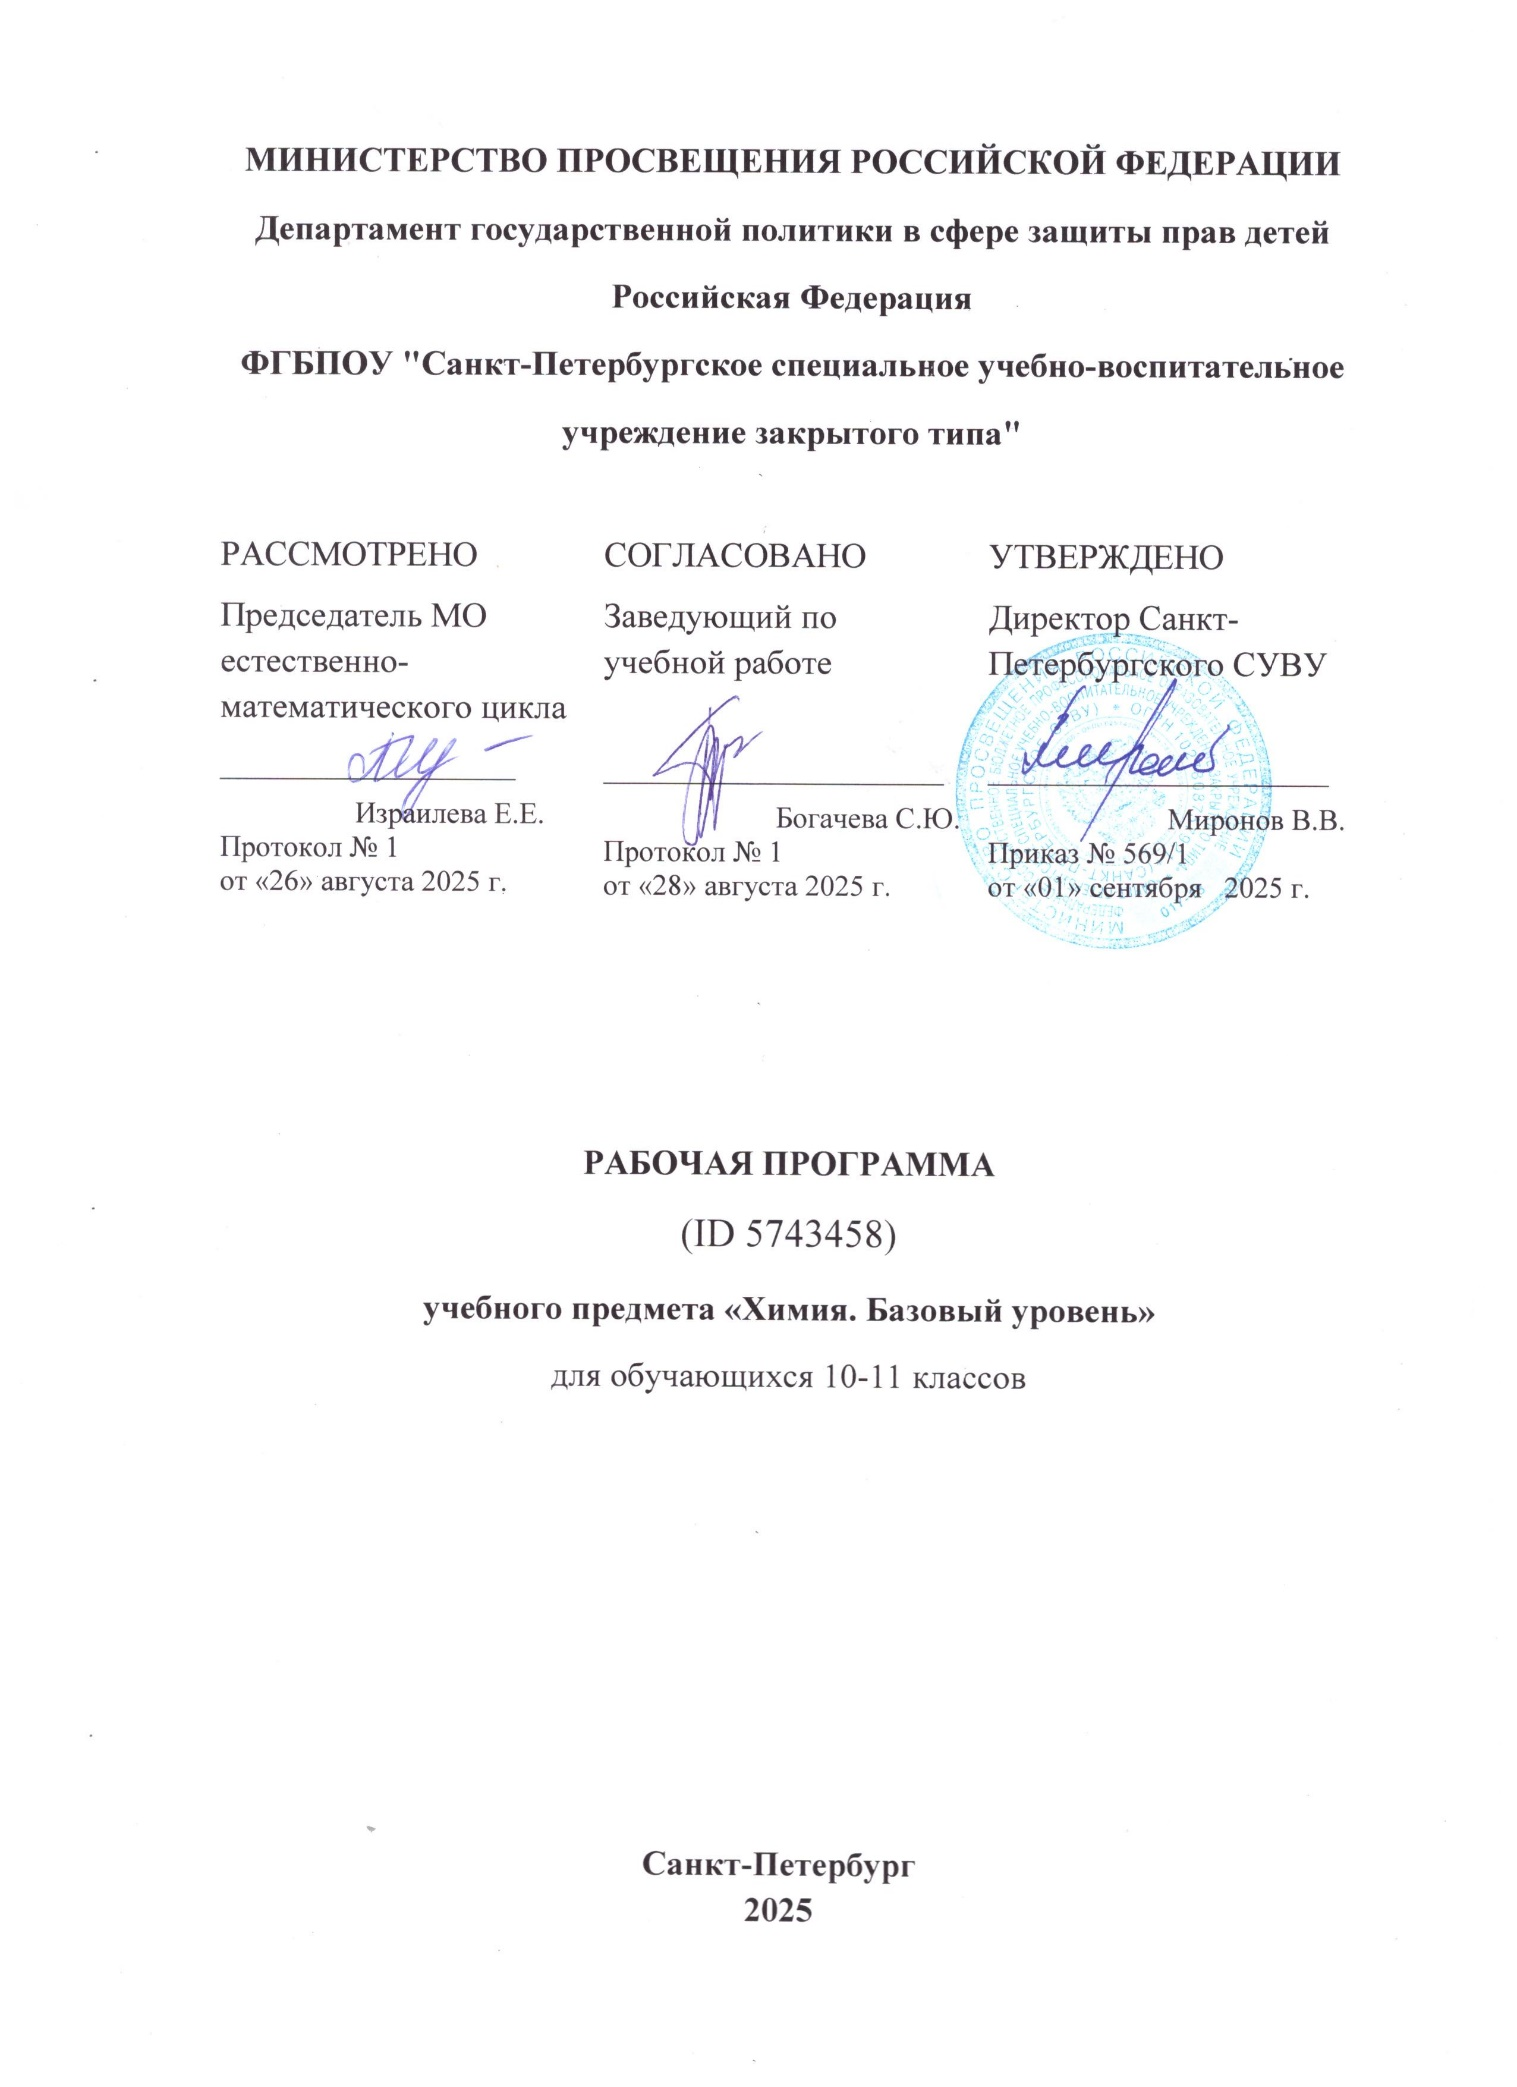 МИНИСТЕРСТВО ПРОСВЕЩЕНИЯ РОССИЙСКОЙ ФЕДЕРАЦИИ
Департамент государственной политики в сфере защиты прав детей
Российская Федерация
ФГБПОУ "Санкт-Петербургское специальное учебно-воспитательное
учреждение закрытого типа"
РАССМОТРЕНО
Председатель МО
естественно-
математического цикла
Израилева Е.Е.
Протокол № 1
от «26» августа 2025 г.
СОГЛАСОВАНО
Заведующий по
учебной работе
Богачева С.Ю.
Протокол № 1
от «28» августа 2025 г.
УТВЕРЖДЕНО
Директор Санкт-
Петербургского СУВУ
Миронов В.В.
Приказ № 569/1
от «01» сентября 2025 г.
РАБОЧАЯ ПРОГРАММА
(ID 5743458)
учебного предмета «Химия. Базовый уровень»
для обучающихся 10-11 классов
Санкт-Петербург
2025